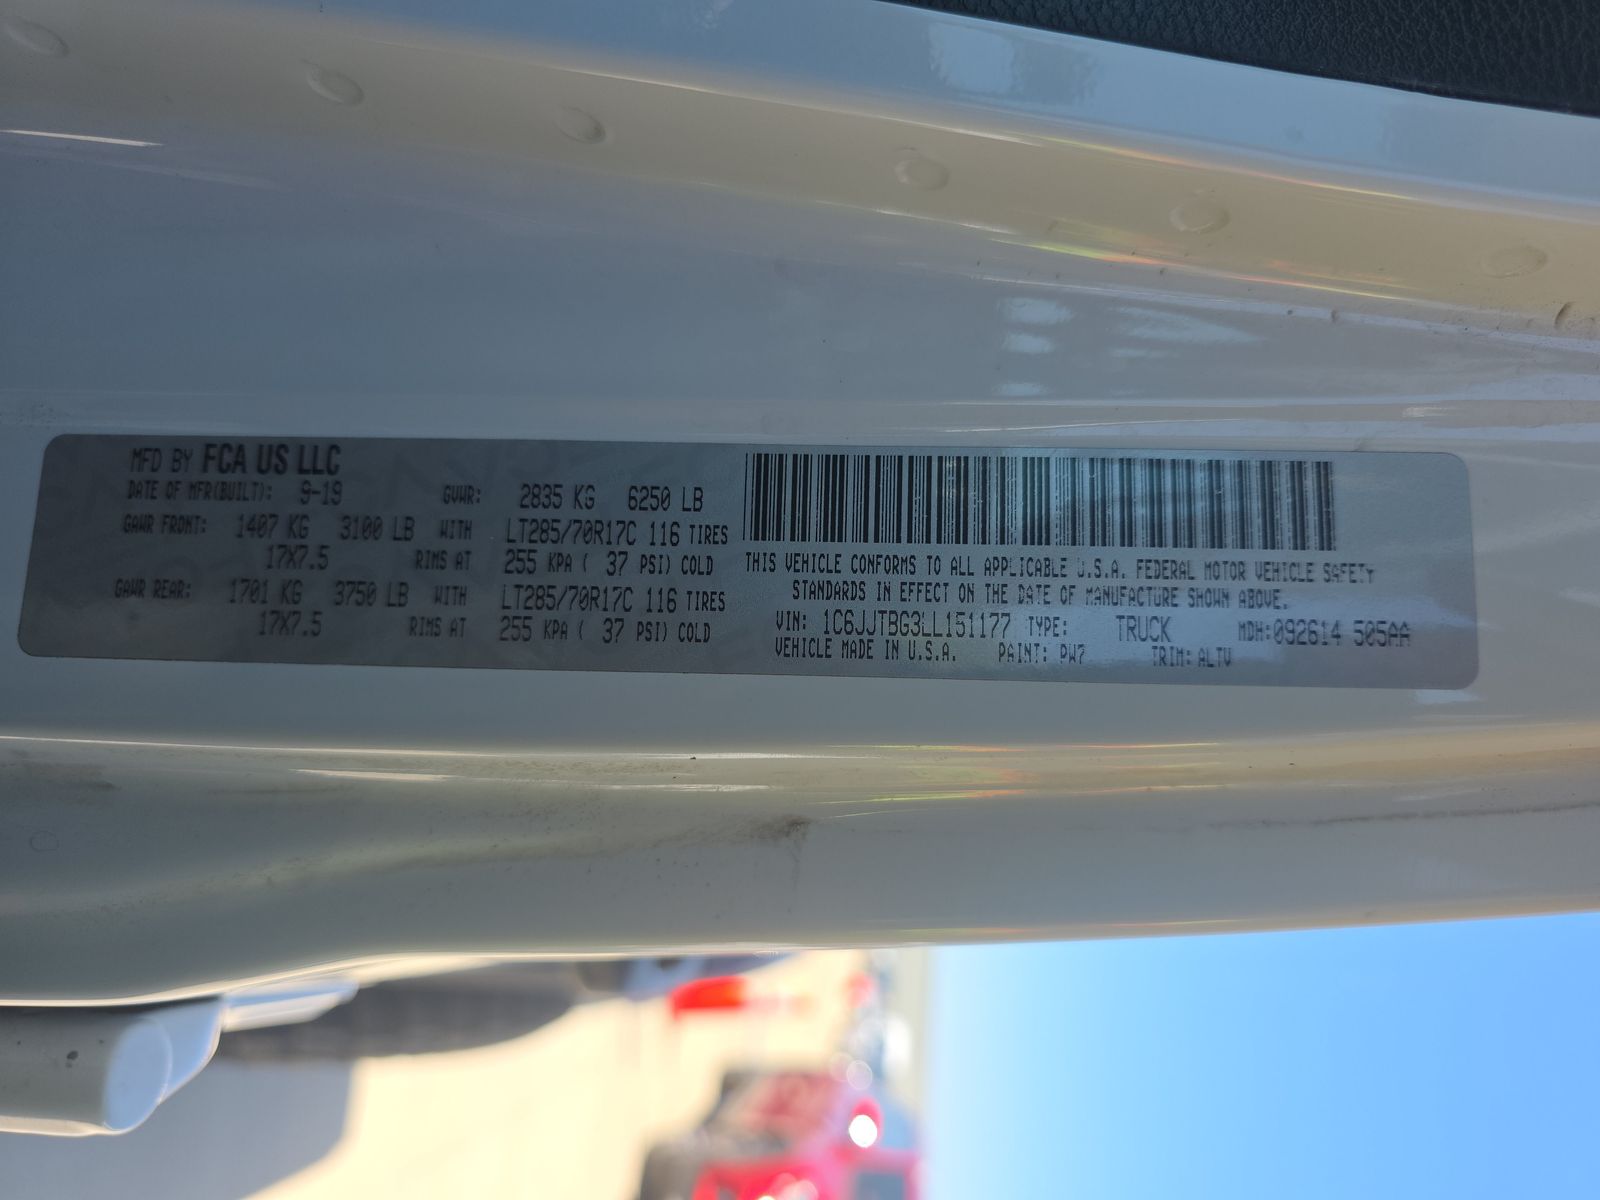 MFD BY FCA US LLC
DATE OF MFR(BUILT): 9-19 GVWR: 2835 KG 6250 LB
GAWR FRONT: 1407 KG 3100 LB WITH LT285/70R17C 116 TIRES
17X7.5 RIMS AT 255 KPA ( 37 PSI) COLD
GAWR REAR: 1701 KG 3750 LB WITH LT285/70R17C 116 TIRES
17X7.5 RIMS AT 255 KPA ( 37 PSI) COLD
THIS VEHICLE CONFORMS TO ALL APPLICABLE U.S.A. FEDERAL MOTOR VEHICLE SAFETY
STANDARDS IN EFFECT ON THE DATE OF MANUFACTURE SHOWN ABOVE.
VIN: 1C6JJTBG3LL151177 TYPE: TRUCK MDH:092614 505AA
VEHICLE MADE IN U.S.A. PAINT: PW7 TRIM: ALTV